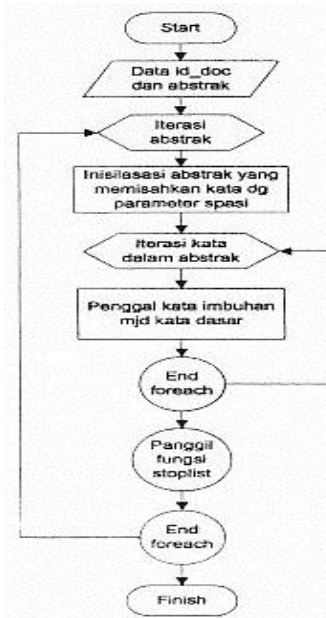 Start
Data id_doc
dan abstrak
Iterasi
abstrak
Inisilasasi abstrak yang
memisahkan kata dg
parameter spasi
Iterasi kata
dalam abstrak
Penggal kata imbuhan
mjd kata dasar
End
foreach
Panggil
fungsi
stoplist
End
foreach
Finish